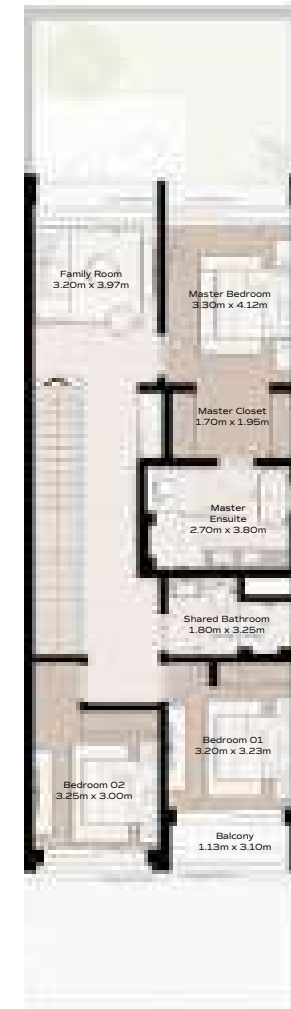 Family Room
3.20m x 3.97m
Master Bedroom
3.30m x 4.12m
Master Closet
1.70m x 1.95m
Master
Ensuite
2.70m x 3.80m
Shared Bathroom
1.80m x 3.25m
Bedroom 01
3.20m x 3.23m
Bedroom 02
3.25m x 3.00m
Balcony
1.13m x 3.10m